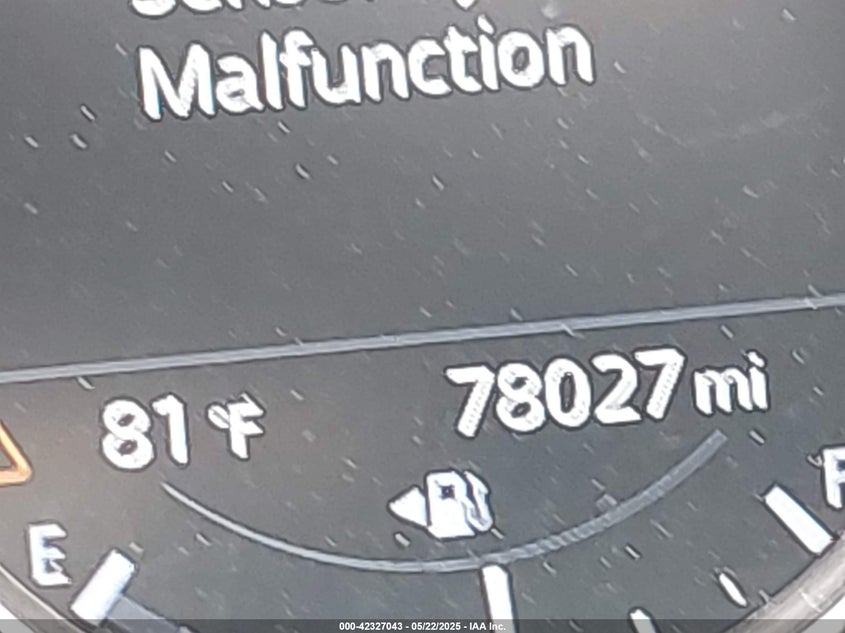 Malfunction
81 °F
78027 mi
E
F
000-42327043 - 05/22/2025 - IAA Inc.